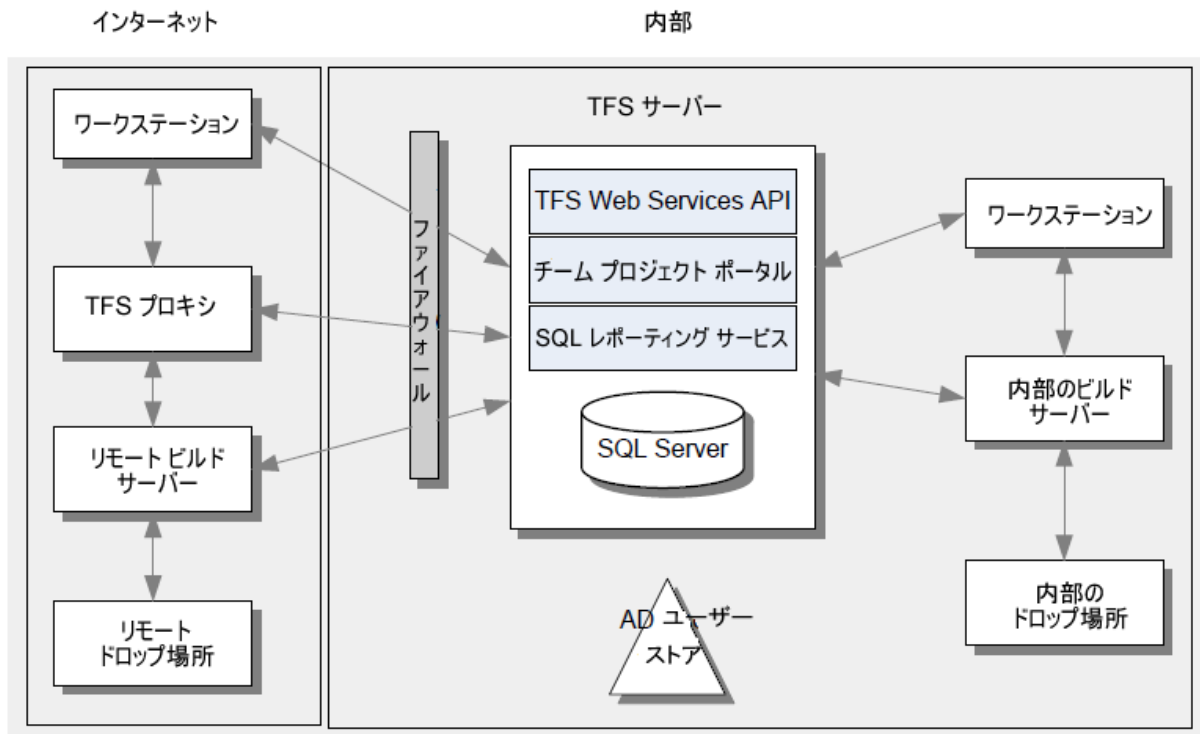 インターネット
内部
ワークステーション
TFS プロキシ
リモート ビルド
サーバー
リモート
ドロップ場所
ファイアウォール
TFS サーバー
TFS Web Services API
チーム プロジェクト ポータル
SQL レポーティング サービス
SQL Server
AD ユーザー
ストア
ワークステーション
内部のビルド
サーバー
内部の
ドロップ場所